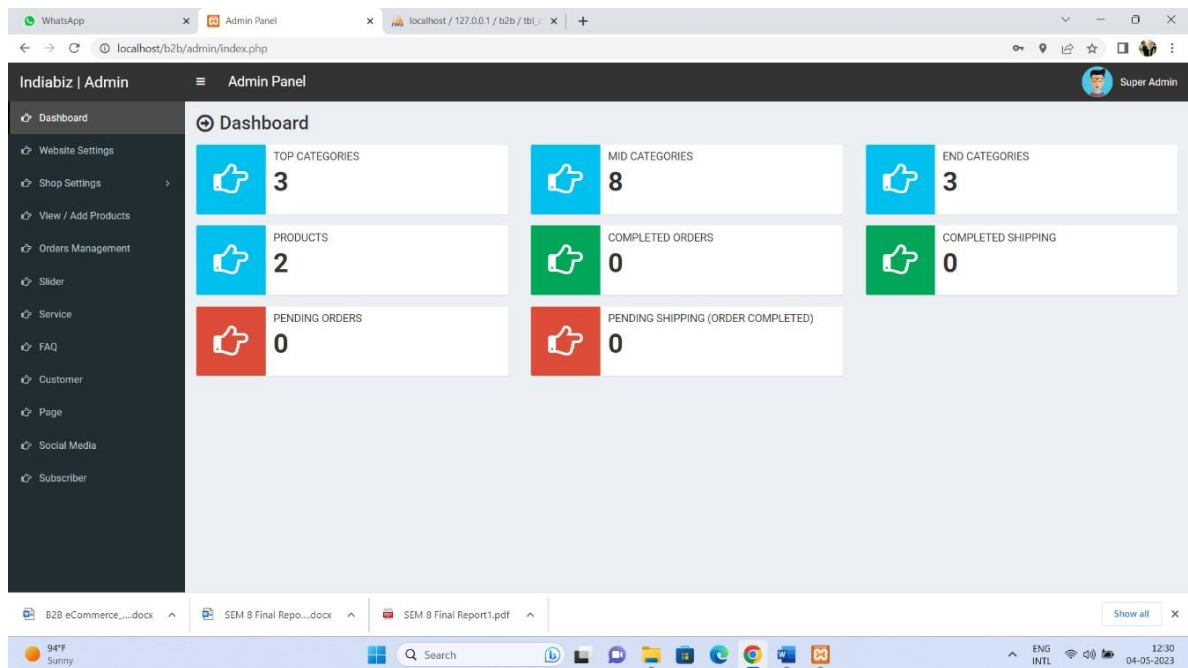 WhatsApp
Admin Panel
localhost / 127.0.0.1 / b2b / tbl_c
localhost/b2b/admin/index.php
Indiabiz | Admin
Admin Panel
Super Admin
Dashboard
Website Settings
Shop Settings
View / Add Products
Orders Management
Slider
Service
FAQ
Customer
Page
Social Media
Subscriber
Dashboard
TOP CATEGORIES
3
MID CATEGORIES
8
END CATEGORIES
3
PRODUCTS
2
COMPLETED ORDERS
0
COMPLETED SHIPPING
0
PENDING ORDERS
0
PENDING SHIPPING (ORDER COMPLETED)
0
B2B eCommerce_....docx
SEM 8 Final Repo....docx
SEM 8 Final Report1.pdf
Show all
94°F
Sunny
Search
ENG
INTL
12:30
04-05-2023